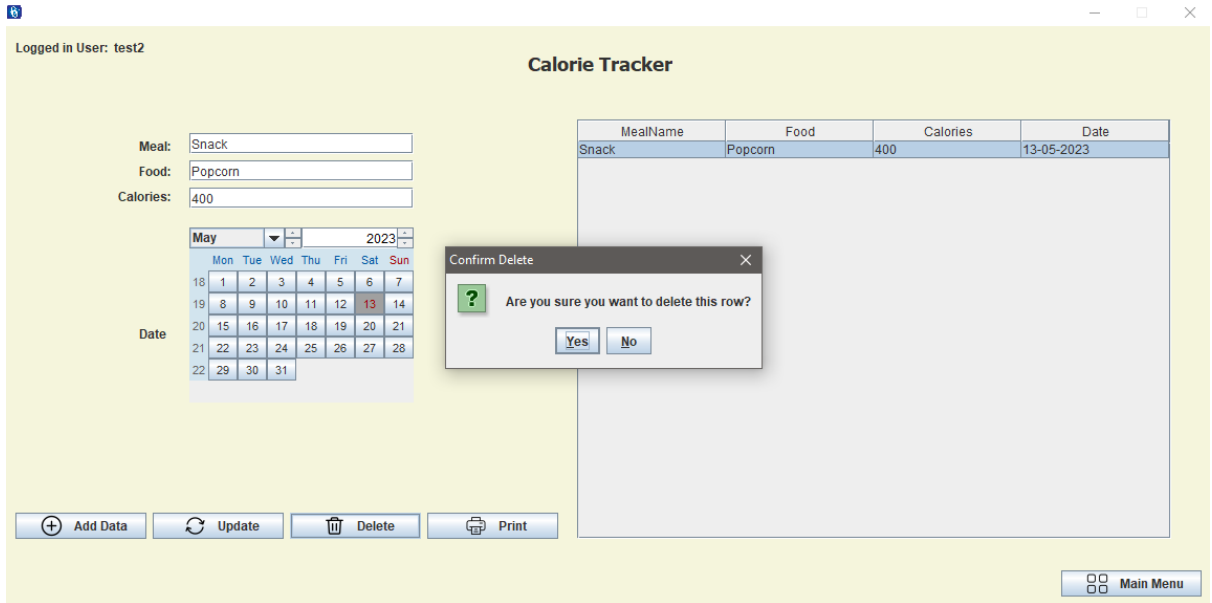 Logged in User: test2
Calorie Tracker
Meal: Snack
Food: Popcorn
Calories: 400
May 2023
Mon Tue Wed Thu Fri Sat Sun
18 1 2 3 4 5 6 7
19 8 9 10 11 12 13 14
20 15 16 17 18 19 20 21
21 22 23 24 25 26 27 28
22 29 30 31
Date
MealName Food Calories Date
Snack Popcorn 400 13-05-2023
Confirm Delete
? Are you sure you want to delete this row?
Yes No
Add Data Update Delete Print
Main Menu